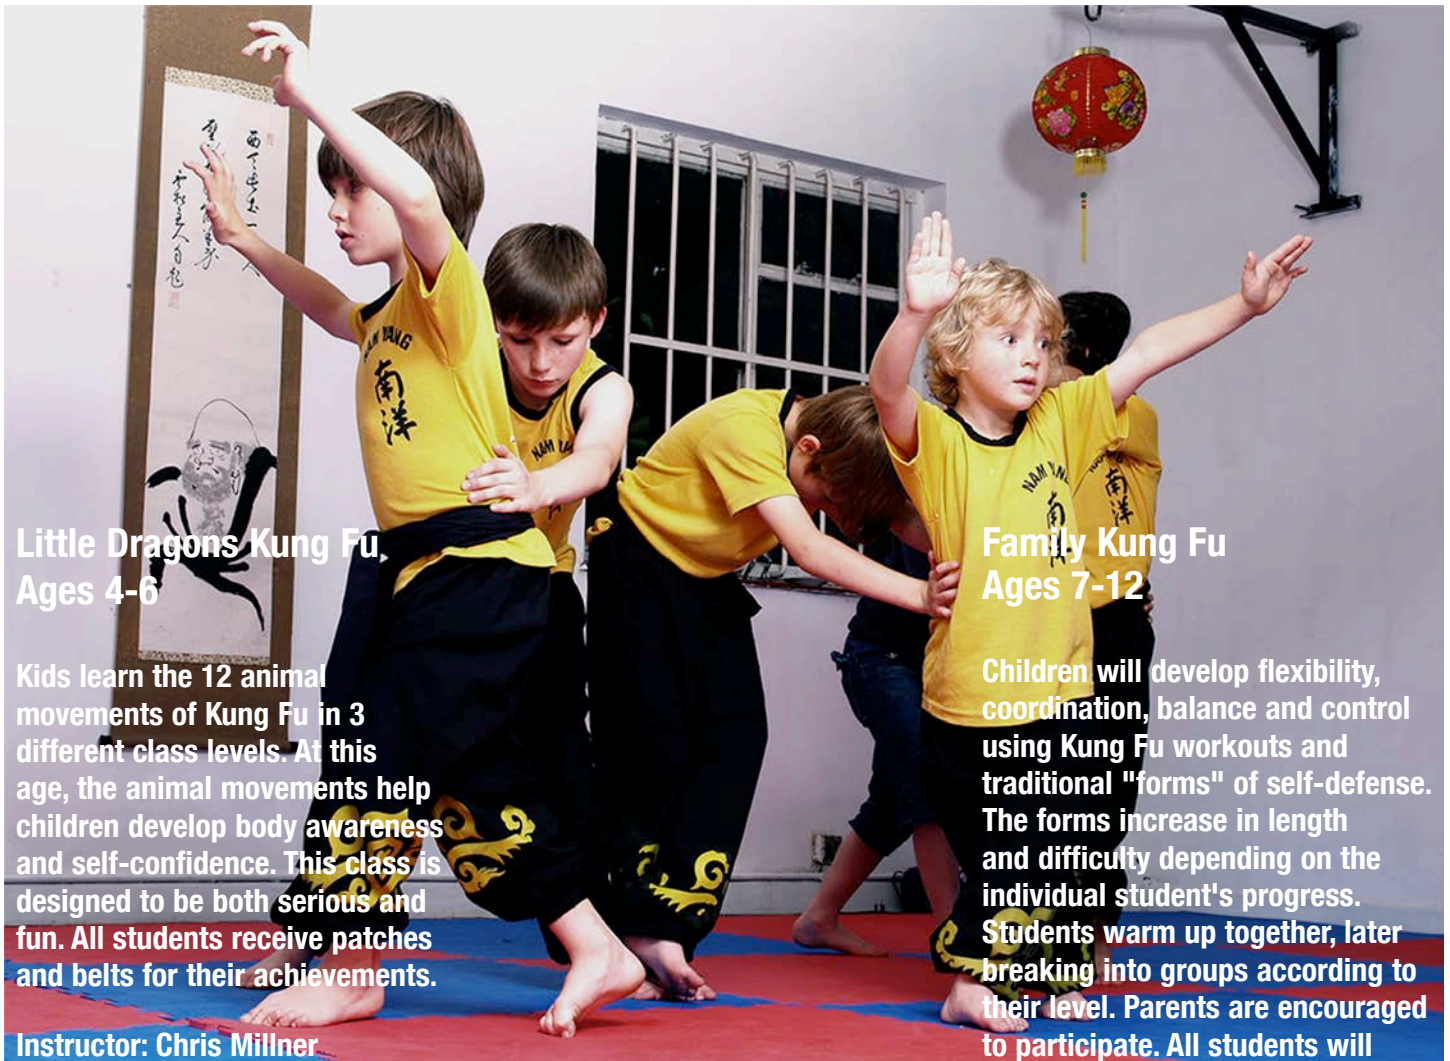 Little Dragons Kung Fu
Ages 4-6
Kids learn the 12 animal
movements of Kung Fu in 3
different class levels. At this
age, the animal movements help
children develop body awareness
and self-confidence. This class is
designed to be both serious and
fun. All students receive patches
and belts for their achievements.
Instructor: Chris Millner
Family Kung Fu
Ages 7-12
Children will develop flexibility,
coordination, balance and control
using Kung Fu workouts and
traditional "forms" of self-defense.
The forms increase in length
and difficulty depending on the
individual student's progress.
Students warm up together, later
breaking into groups according to
their level. Parents are encouraged
to participate. All students will
南洋
NAM
南
南洋